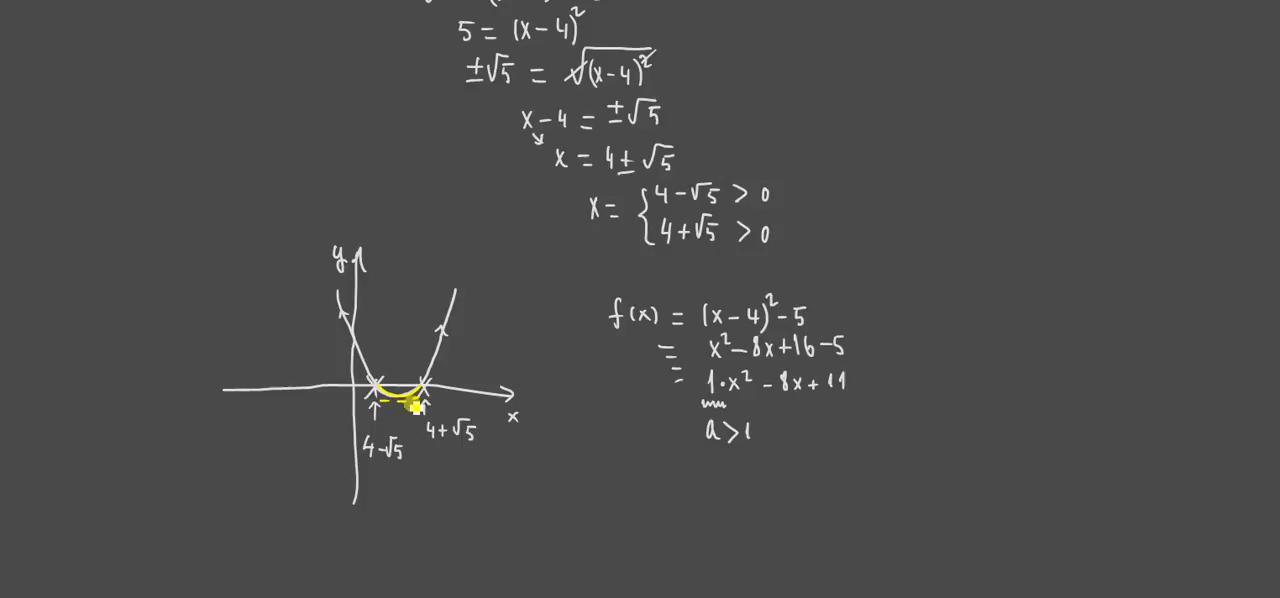 5 = (x - 4)²
±√5 = √(x - 4)²
x - 4 = ±√5
x = 4 ± √5
x = { 4 - √5 > 0
4 + √5 > 0
y
x
4 - √5
4 + √5
f(x) = (x - 4)² - 5
= x² - 8x + 16 - 5
= 1·x² - 8x + 11
a > 1